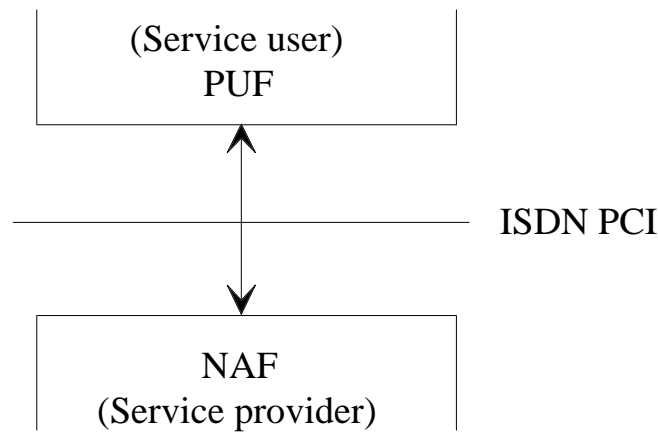 (Service user)
PUF
ISDN PCI
NAF
(Service provider)